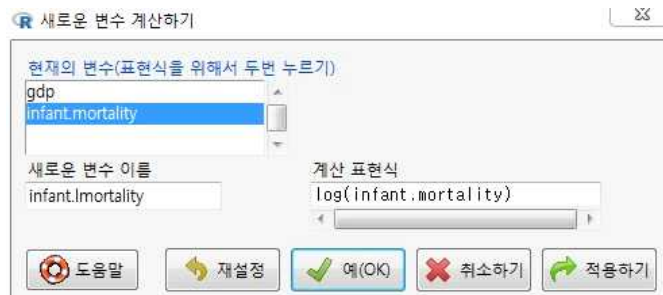 새로운 변수 계산하기
현재의 변수(표현식을 위해서 두번 누르기)
gdp
infant.mortality
새로운 변수 이름
계산 표현식
infant.lmortality
log(infant.mortality)
도움말
재설정
예(OK)
취소하기
적용하기